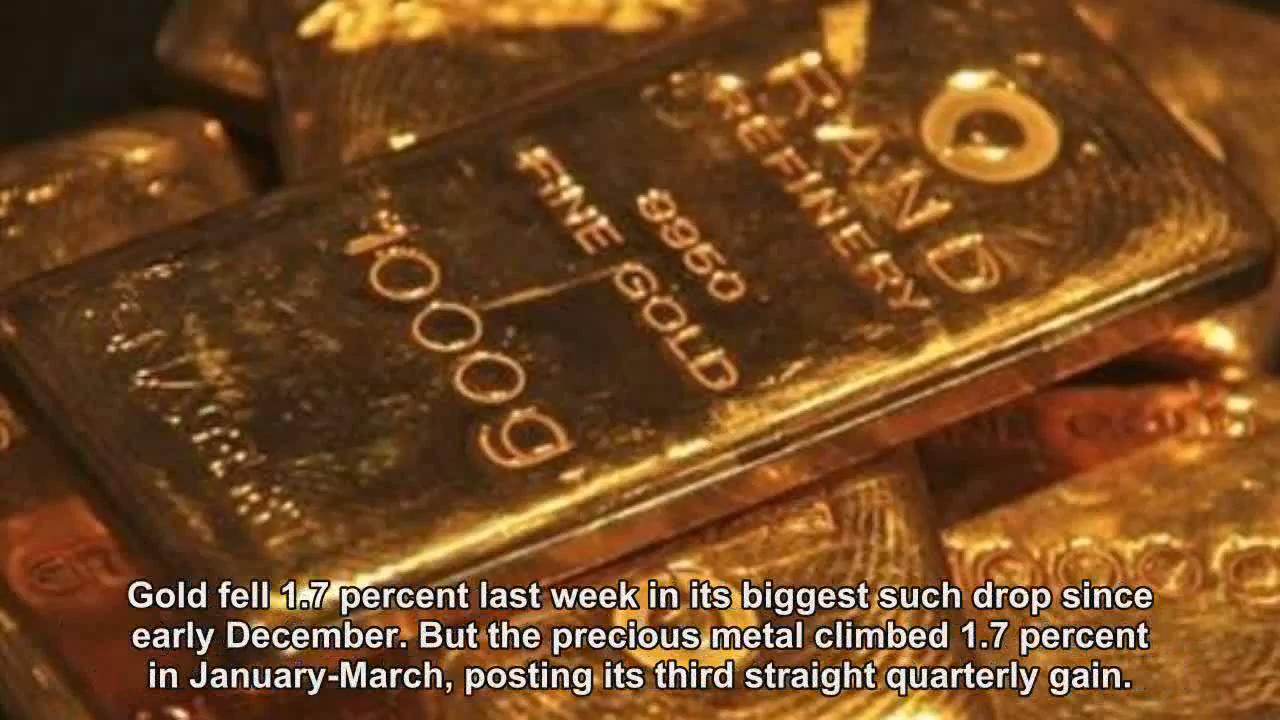 RAND
REFINERY
9950
FINE GOLD
1000g
Gold fell 1.7 percent last week in its biggest such drop since
early December. But the precious metal climbed 1.7 percent
in January-March, posting its third straight quarterly gain.